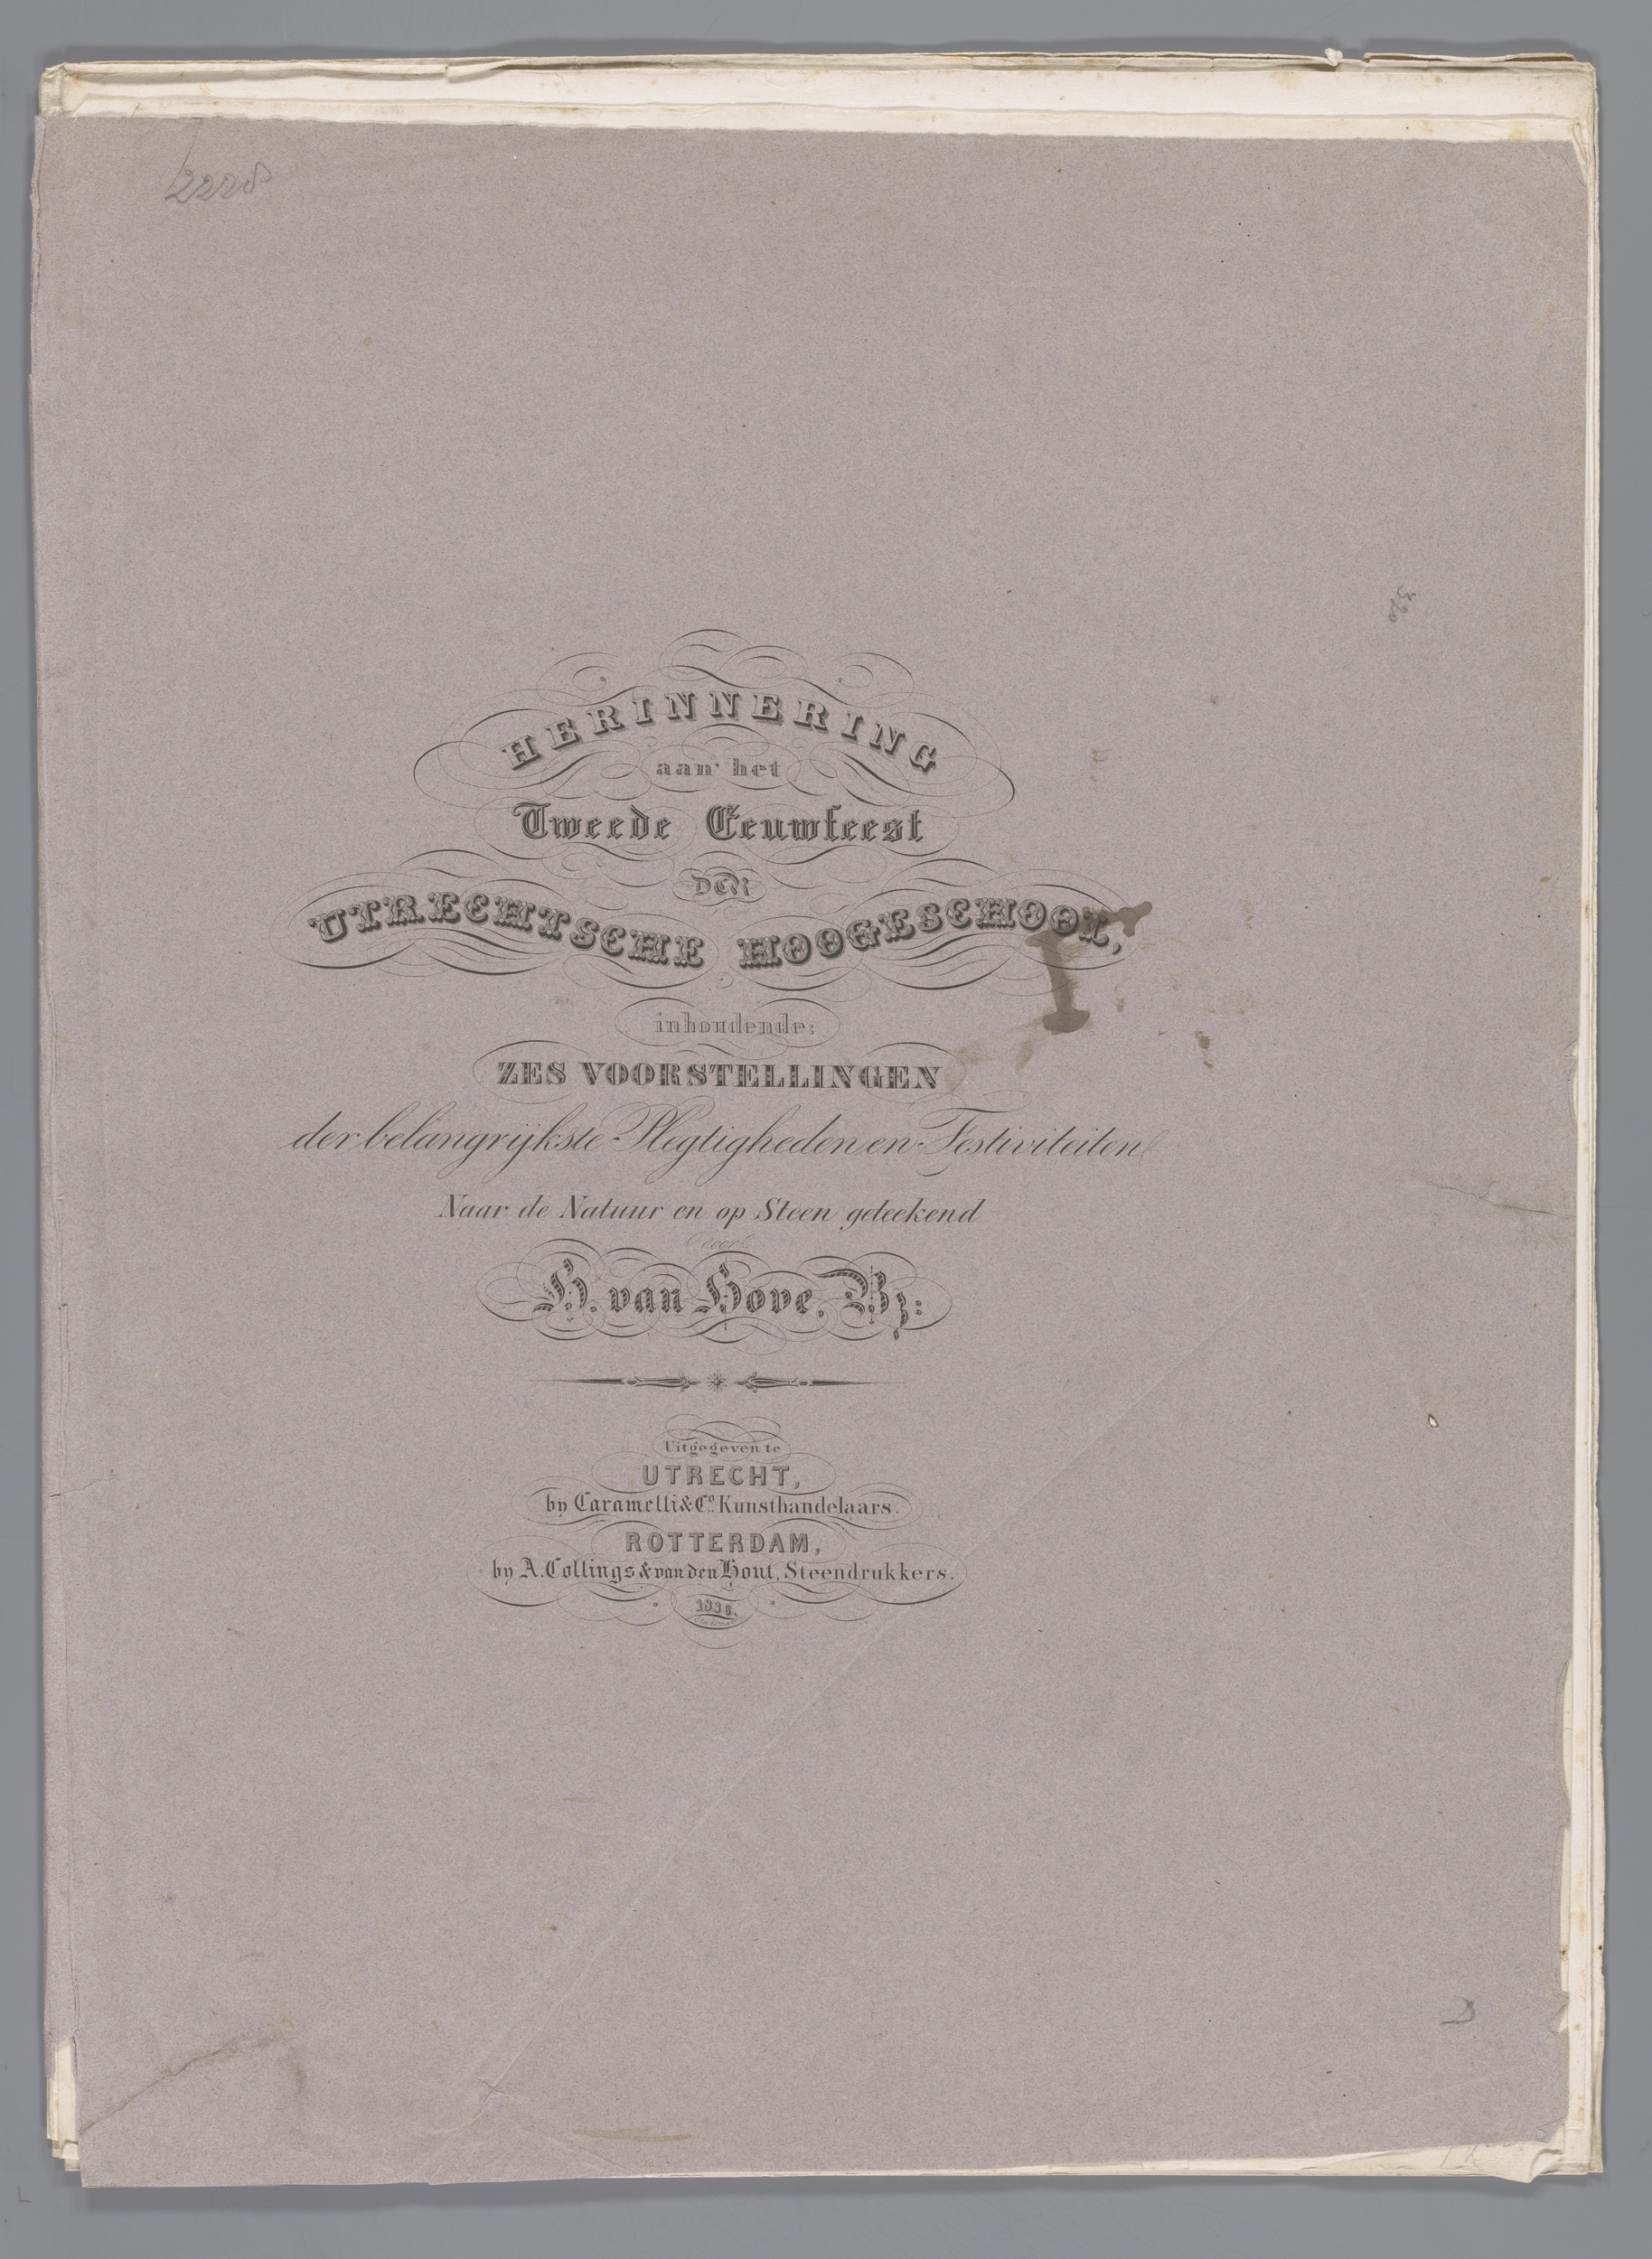 2228
320
HERINNERING
aan het
Tweede Eeuwfeest
DER
UTRECHTSCHE HOOGESCHOOL,
inhoudende:
ZES VOORSTELLINGEN
der belangrijkste Plegtigheden en Festiviteiten
Naar de Natuur en op Steen geteekend
door
H. van Hove, Bz:
Uitgegeven te
UTRECHT,
by Caramelli & Co. Kunsthandelaars.
ROTTERDAM,
by A. Collings & van den Hout, Steendrukkers.
1836.